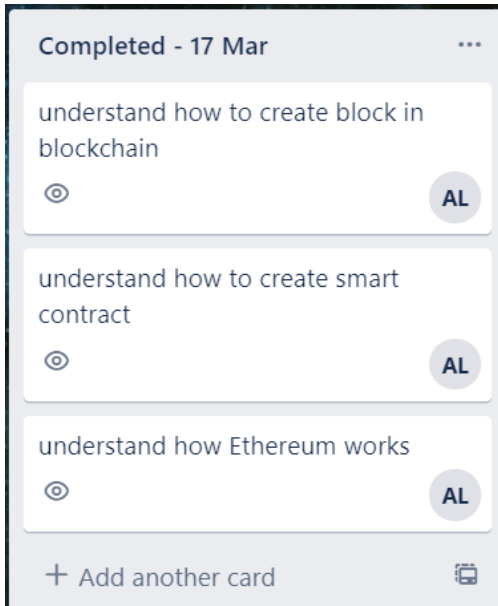 Completed - 17 Mar
understand how to create block in
blockchain
AL
understand how to create smart
contract
AL
understand how Ethereum works
AL
+ Add another card